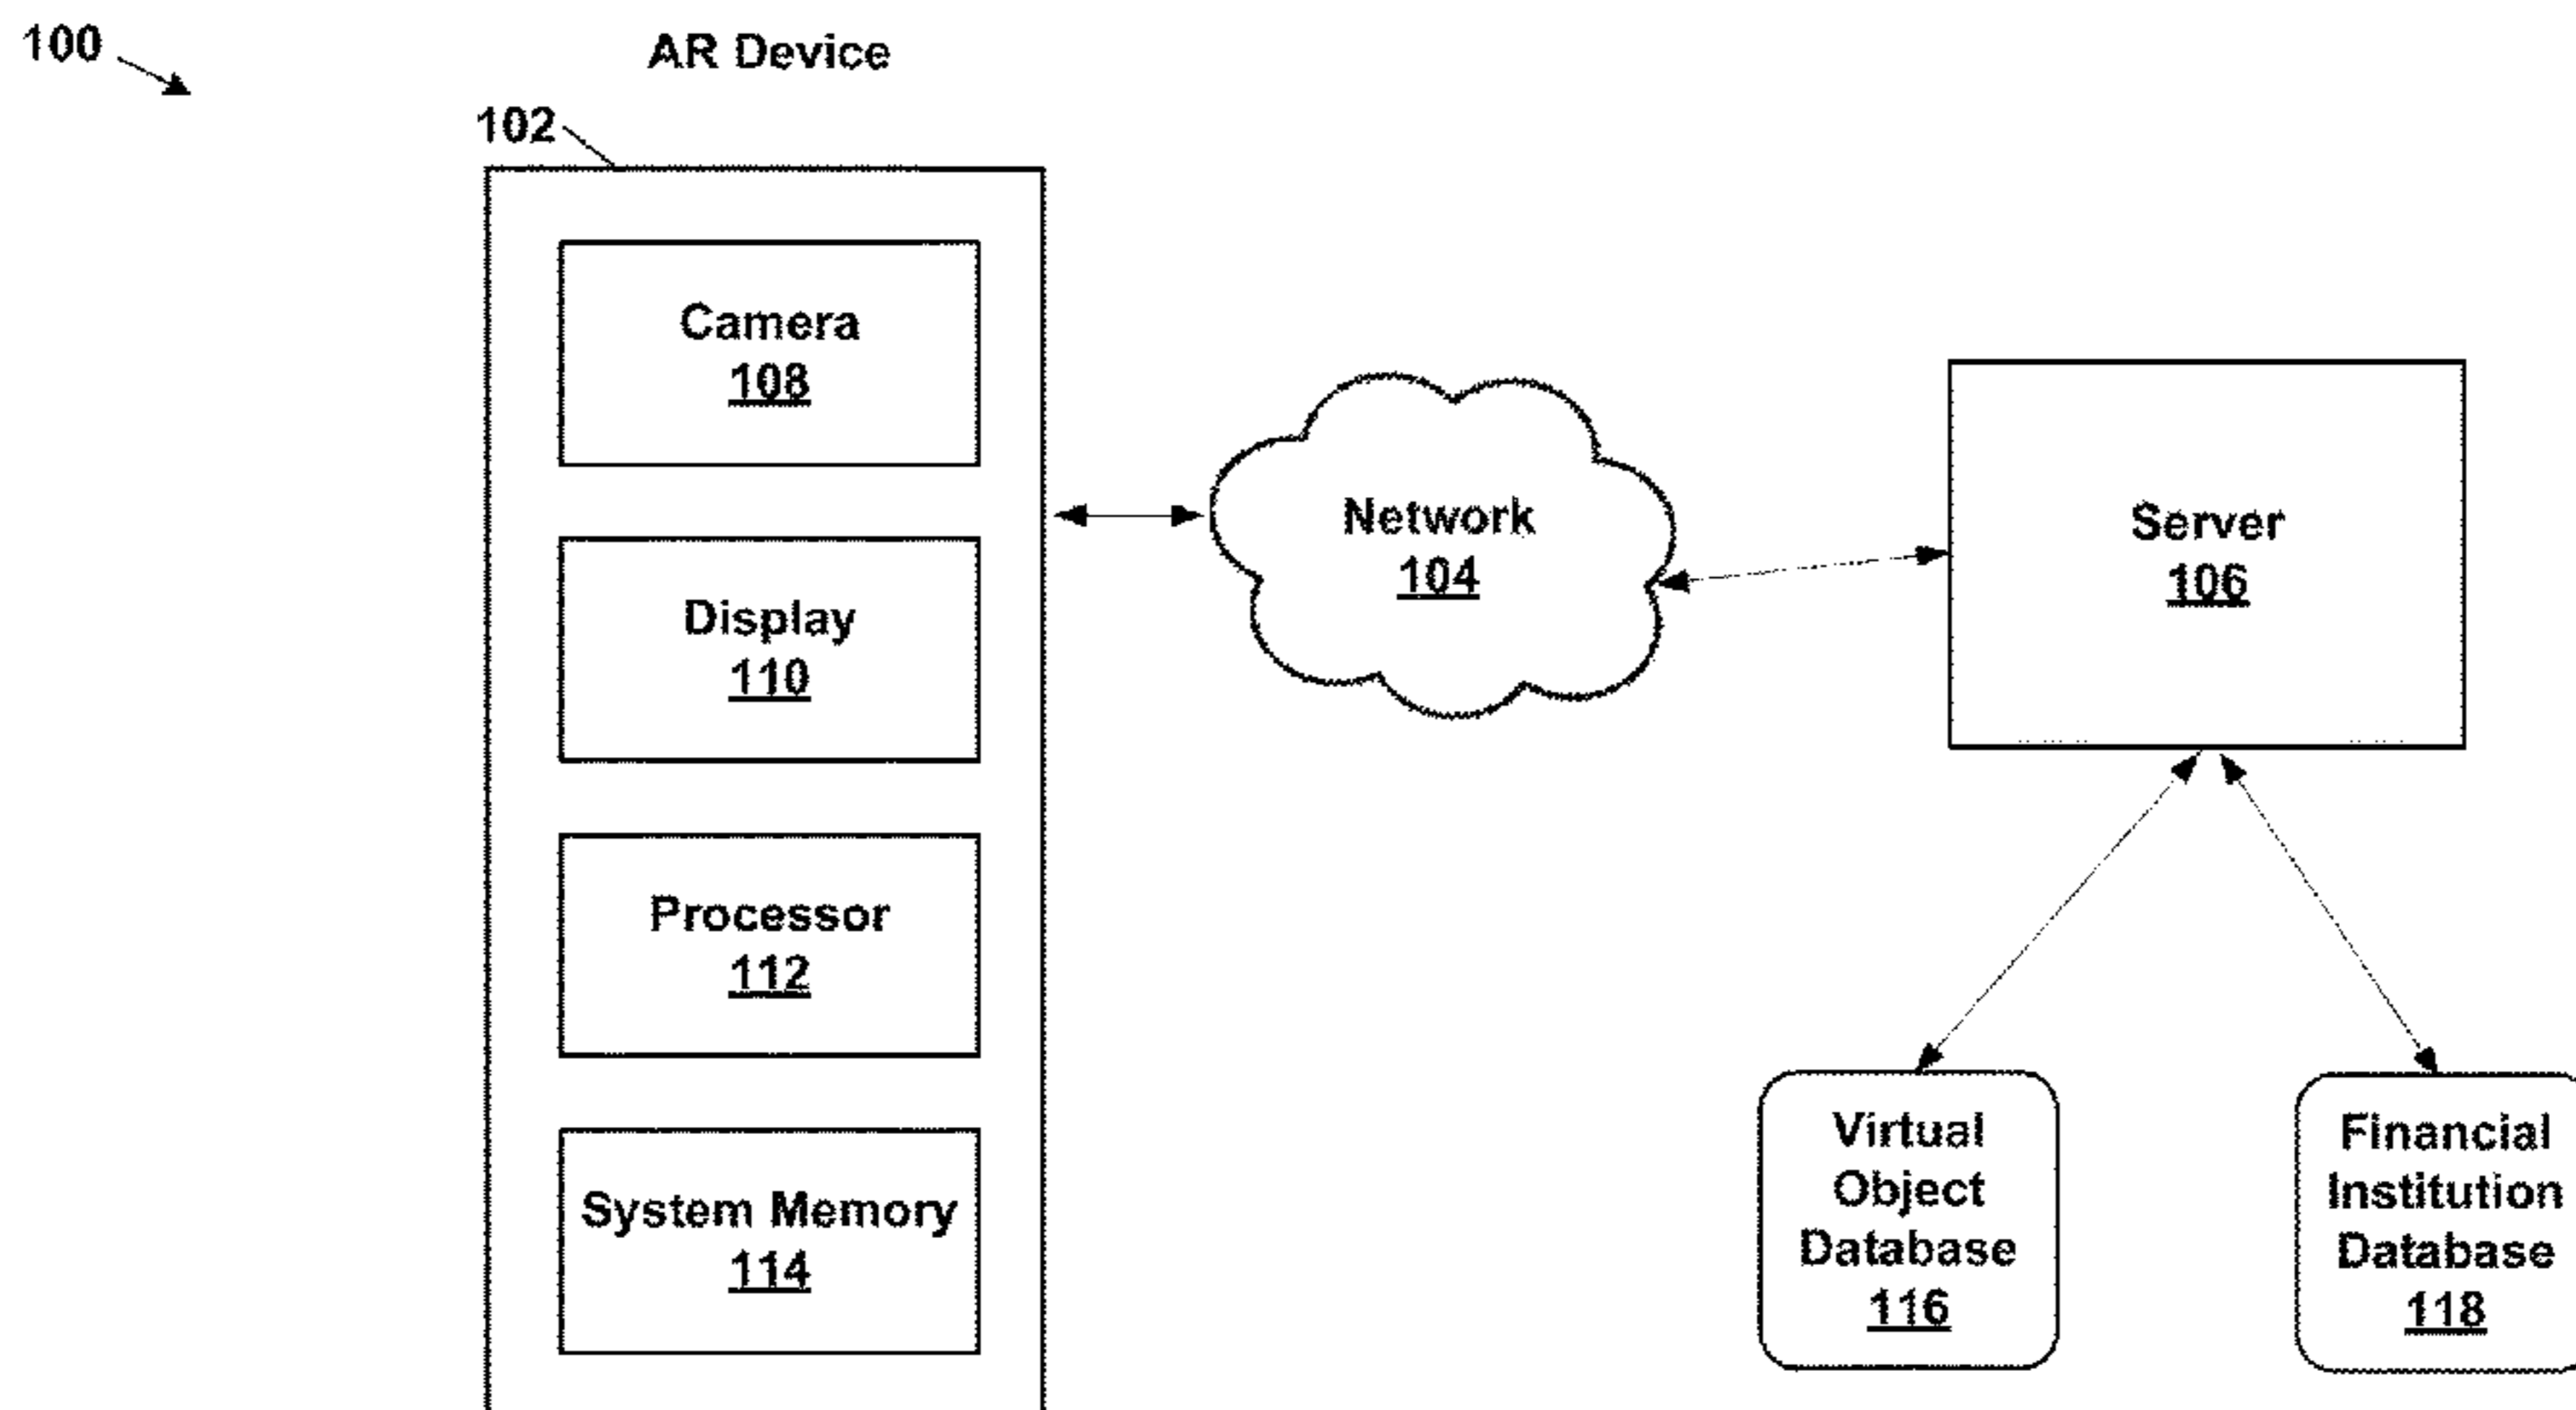 100
AR Device
102
Camera
108
Display
110
Processor
112
System Memory
114
Network
104
Server
106
Virtual
Object
Database
116
Financial
Institution
Database
118